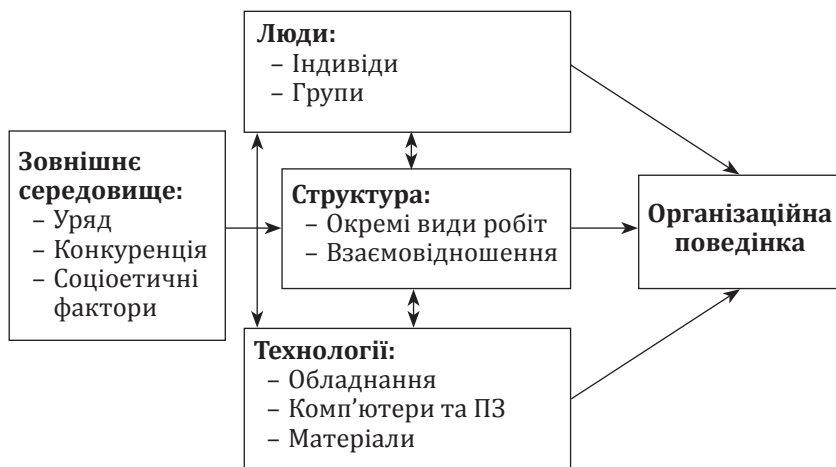 Люди:
– Індивіди
– Групи
Зовнішнє
середовище:
– Уряд
– Конкуренція
– Соціоетичні
фактори
Структура:
– Окремі види робіт
– Взаємовідношення
Організаційна
поведінка
Технології:
– Обладнання
– Комп’ютери та ПЗ
– Матеріали